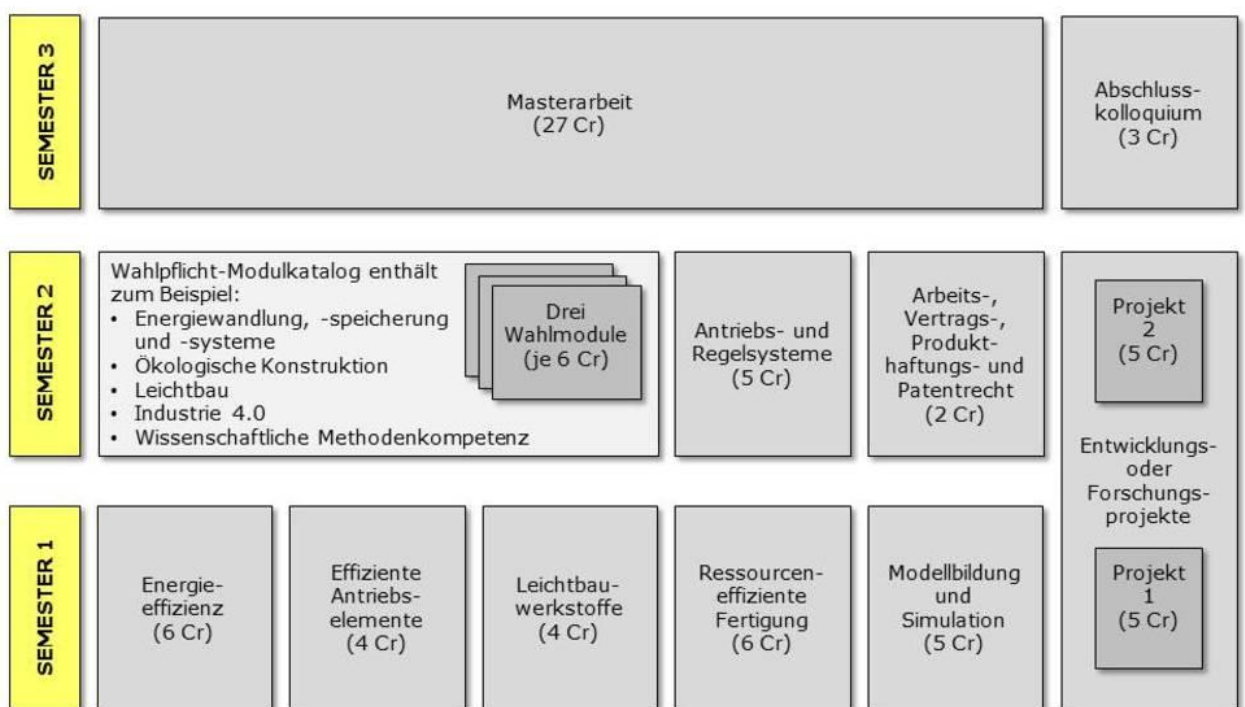 SEMESTER 3
Masterarbeit
(27 Cr)
Abschluss-
kolloquium
(3 Cr)
SEMESTER 2
Wahlpflicht-Modulkatalog enthält
zum Beispiel:
• Energiewandlung, -speicherung
und -systeme
• Ökologische Konstruktion
• Leichtbau
• Industrie 4.0
• Wissenschaftliche Methodenkompetenz
Drei
Wahlmodule
(je 6 Cr)
Antriebs- und
Regelsysteme
(5 Cr)
Arbeits-,
Vertrags-,
Produkt-
haftungs- und
Patentrecht
(2 Cr)
Projekt
2
(5 Cr)
Entwicklungs-
oder
Forschungs-
projekte
SEMESTER 1
Energie-
effizienz
(6 Cr)
Effiziente
Antriebs-
elemente
(4 Cr)
Leichtbau-
werkstoffe
(4 Cr)
Ressourcen-
effiziente
Fertigung
(6 Cr)
Modellbildung
und
Simulation
(5 Cr)
Projekt
1
(5 Cr)